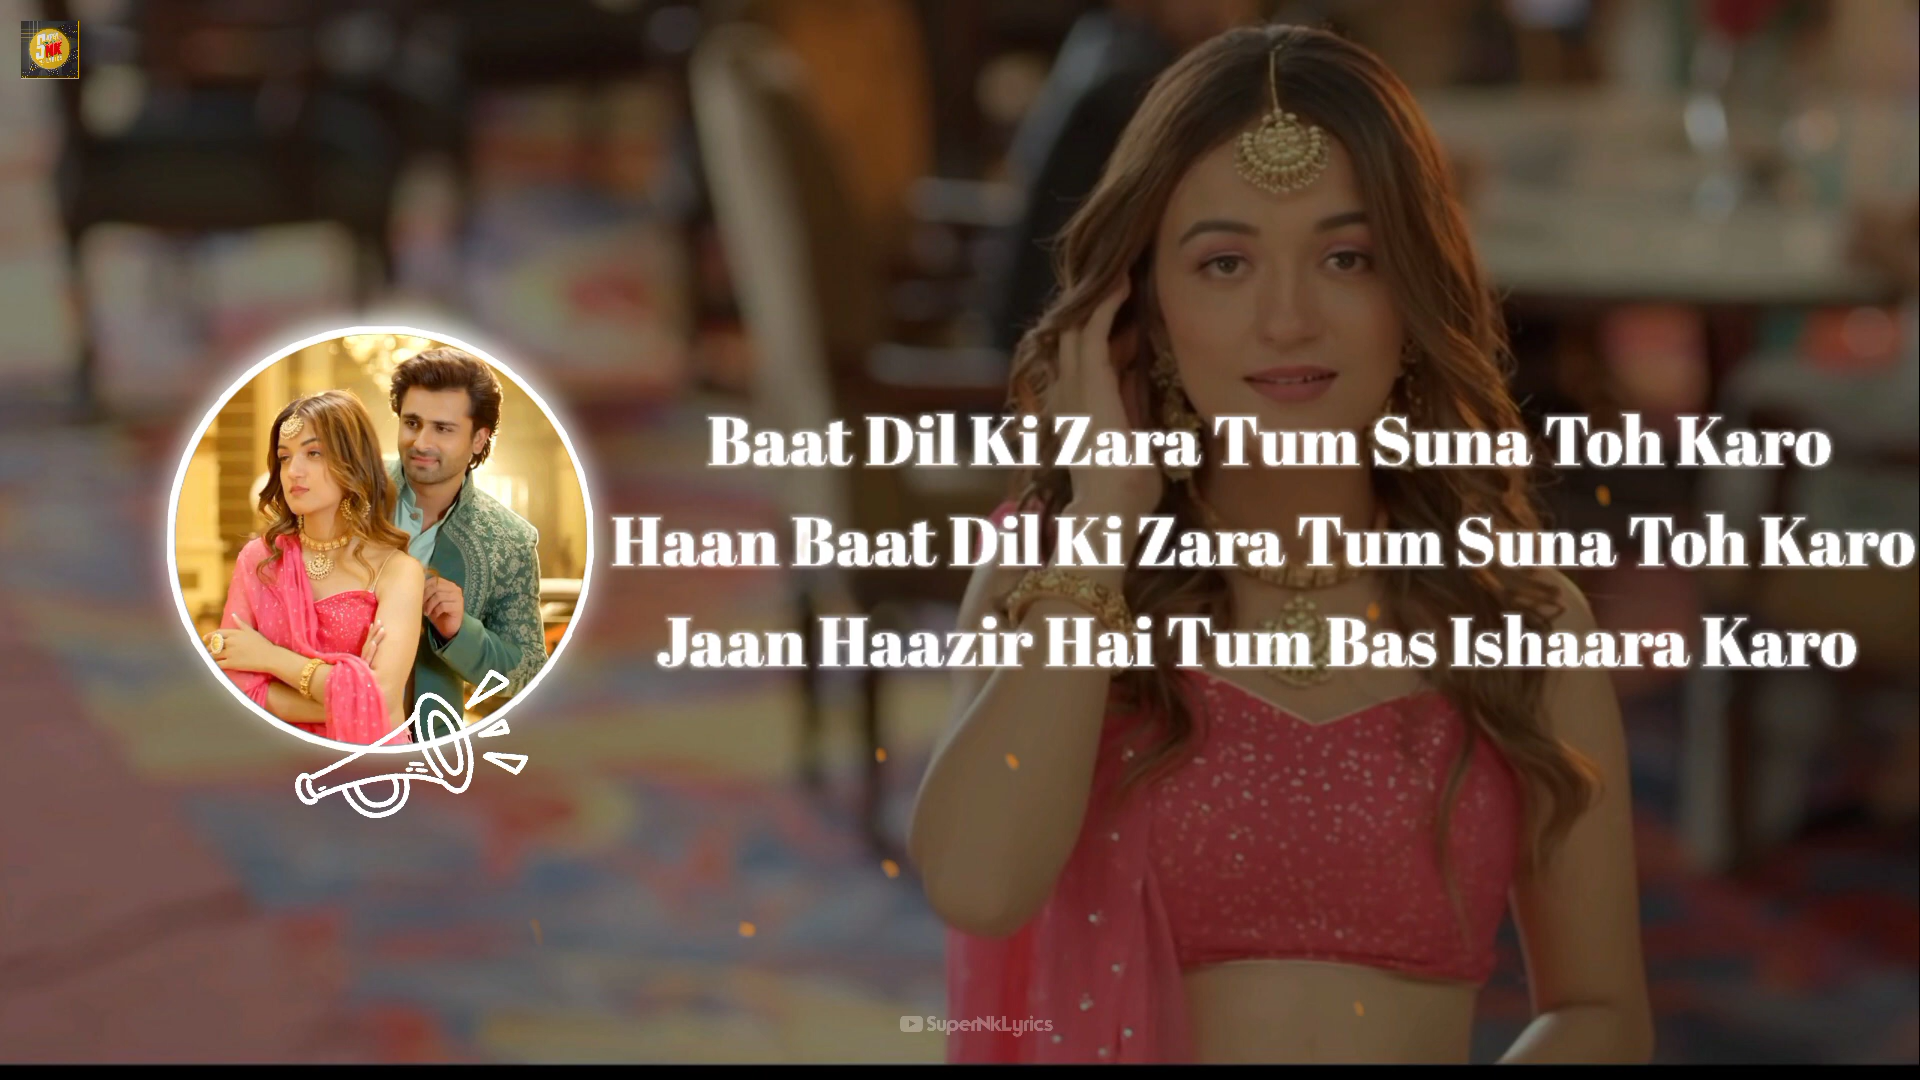 NK
Baat Dil Ki Zara Tum Suna Toh Karo
Haan Baat Dil Ki Zara Tum Suna Toh Karo
Jaan Haazir Hai Tum Bas Ishaara Karo
SuperNkLyrics